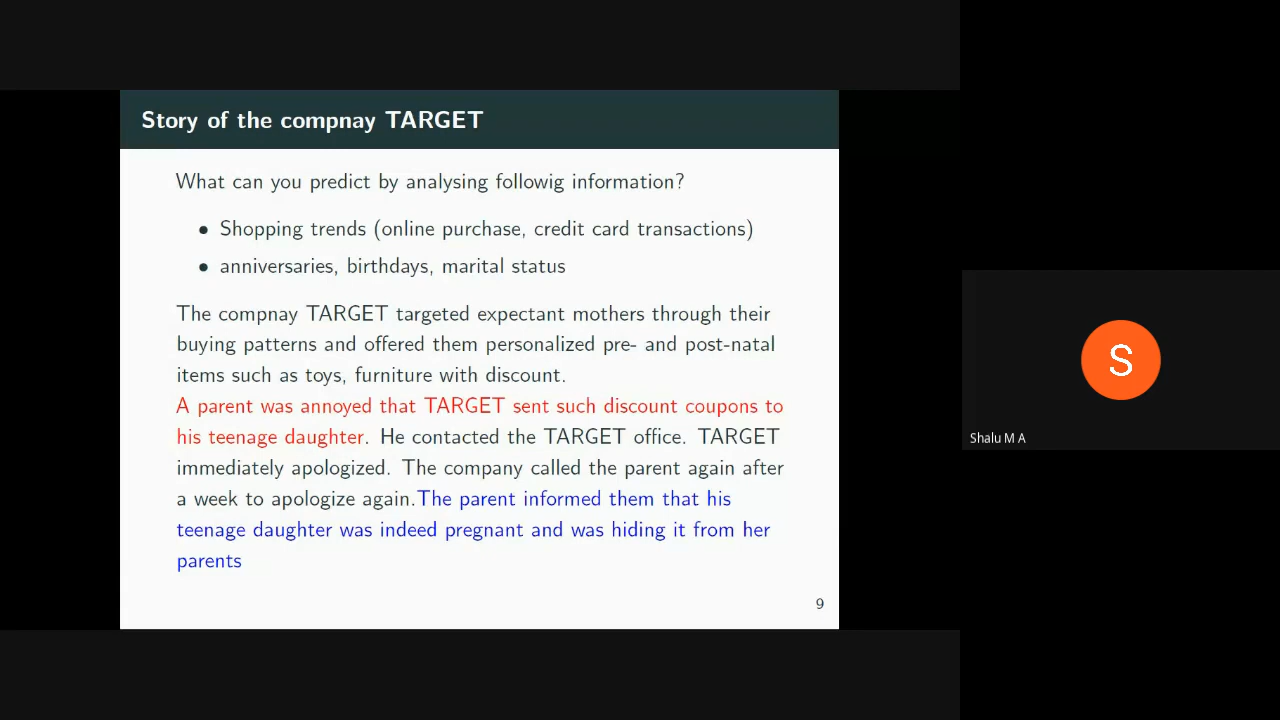 Story of the compnay TARGET
What can you predict by analysing followig information?
• Shopping trends (online purchase, credit card transactions)
• anniversaries, birthdays, marital status
The compnay TARGET targeted expectant mothers through their
buying patterns and offered them personalized pre- and post-natal
items such as toys, furniture with discount.
A parent was annoyed that TARGET sent such discount coupons to
his teenage daughter. He contacted the TARGET office. TARGET
immediately apologized. The company called the parent again after
a week to apologize again.The parent informed them that his
teenage daughter was indeed pregnant and was hiding it from her
parents
9
S
Shalu M A